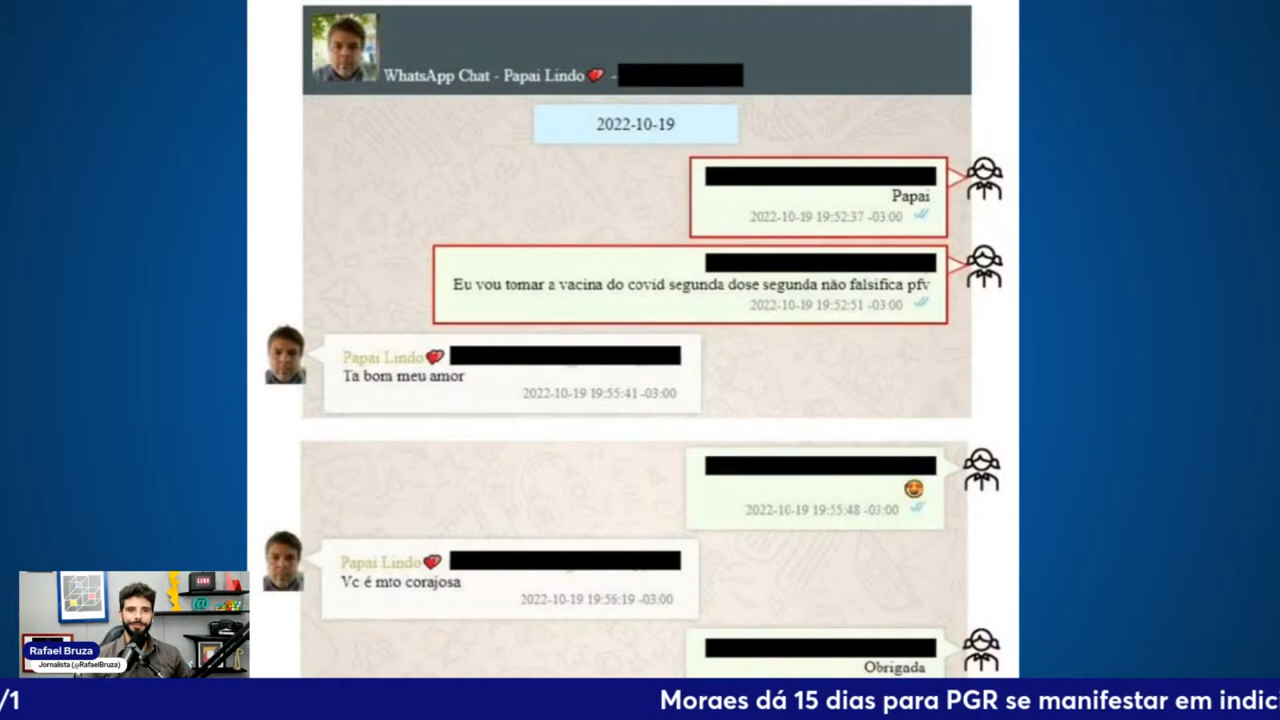 WhatsApp Chat - Papai Lindo💕 -
2022-10-19
Papai
2022-10-19 19:52:37 -03:00
Eu vou tomar a vacina do covid segunda dose segunda não falsifica pfv
2022-10-19 19:52:51 -03:00
Papai Lindo💕
Ta bom meu amor
2022-10-19 19:55:41 -03:00
🤩
2022-10-19 19:55:48 -03:00
Papai Lindo💕
Vc é mto corajosa
2022-10-19 19:56:19 -03:00
Obrigada
LIVE
@
Rafael Bruza
Jornalista (@RafaelBruza)
/1
Moraes dá 15 dias para PGR se manifestar em indic